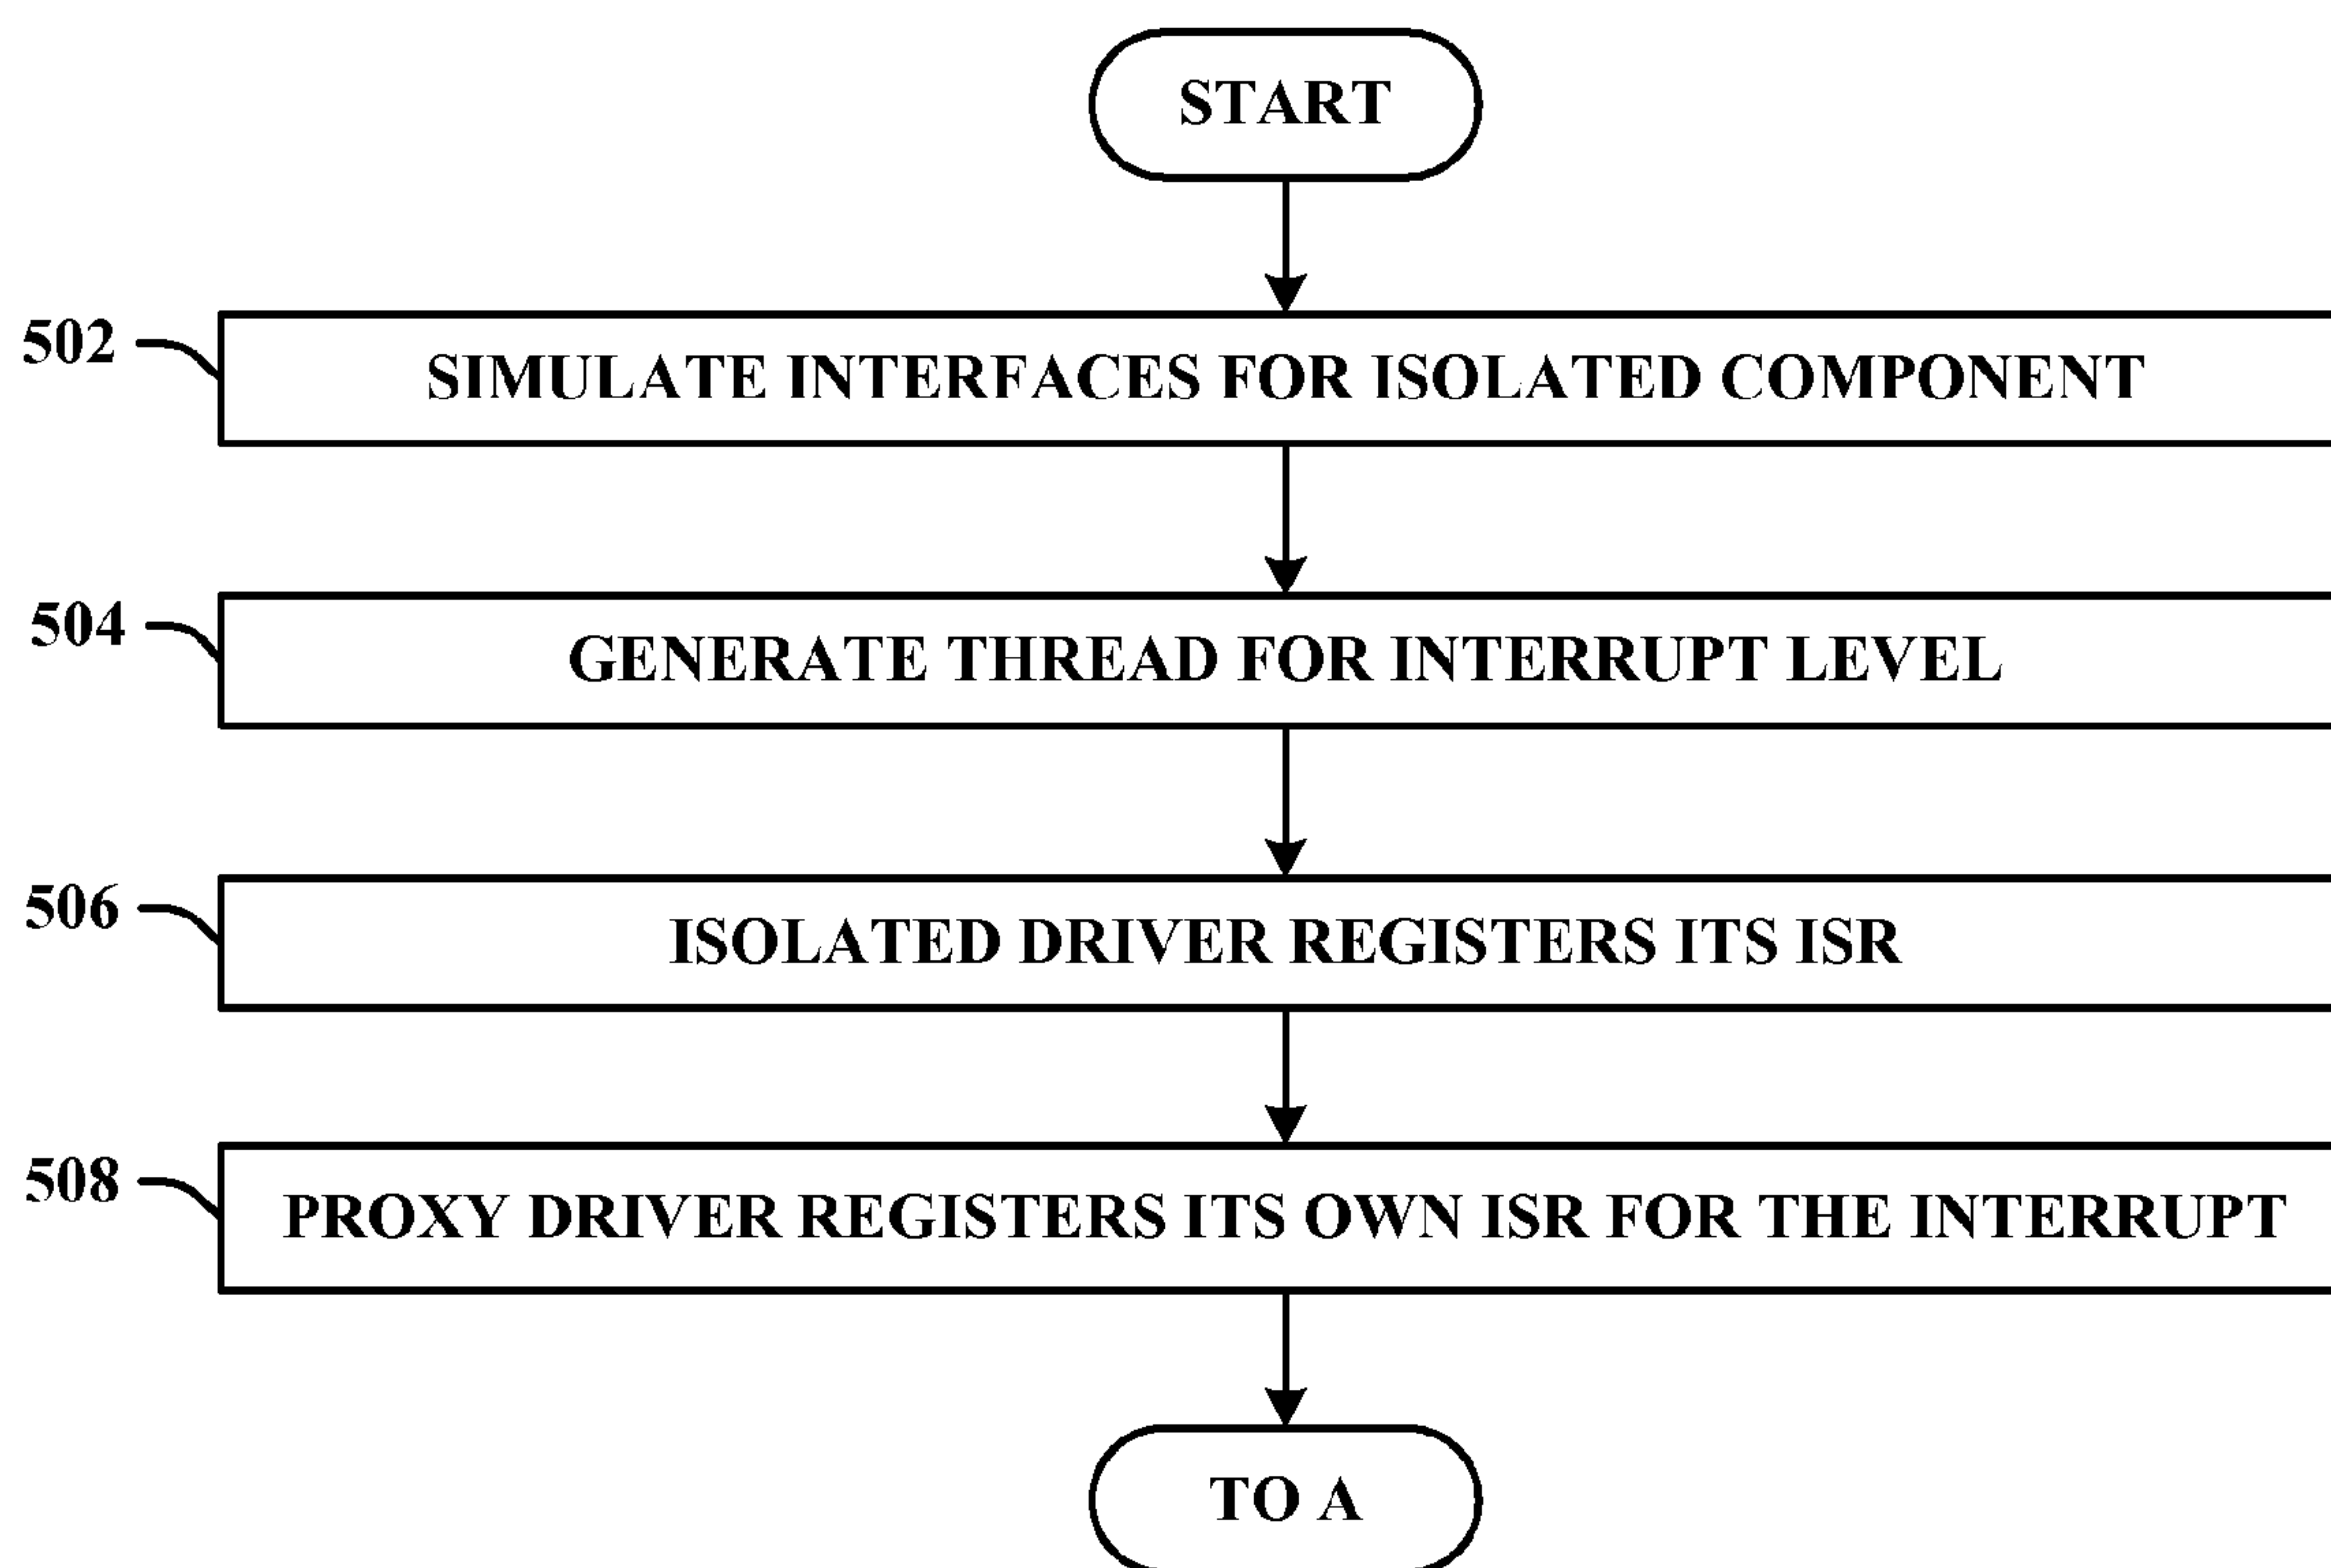 START
502
SIMULATE INTERFACES FOR ISOLATED COMPONENT
504
GENERATE THREAD FOR INTERRUPT LEVEL
506
ISOLATED DRIVER REGISTERS ITS ISR
508
PROXY DRIVER REGISTERS ITS OWN ISR FOR THE INTERRUPT
TO A